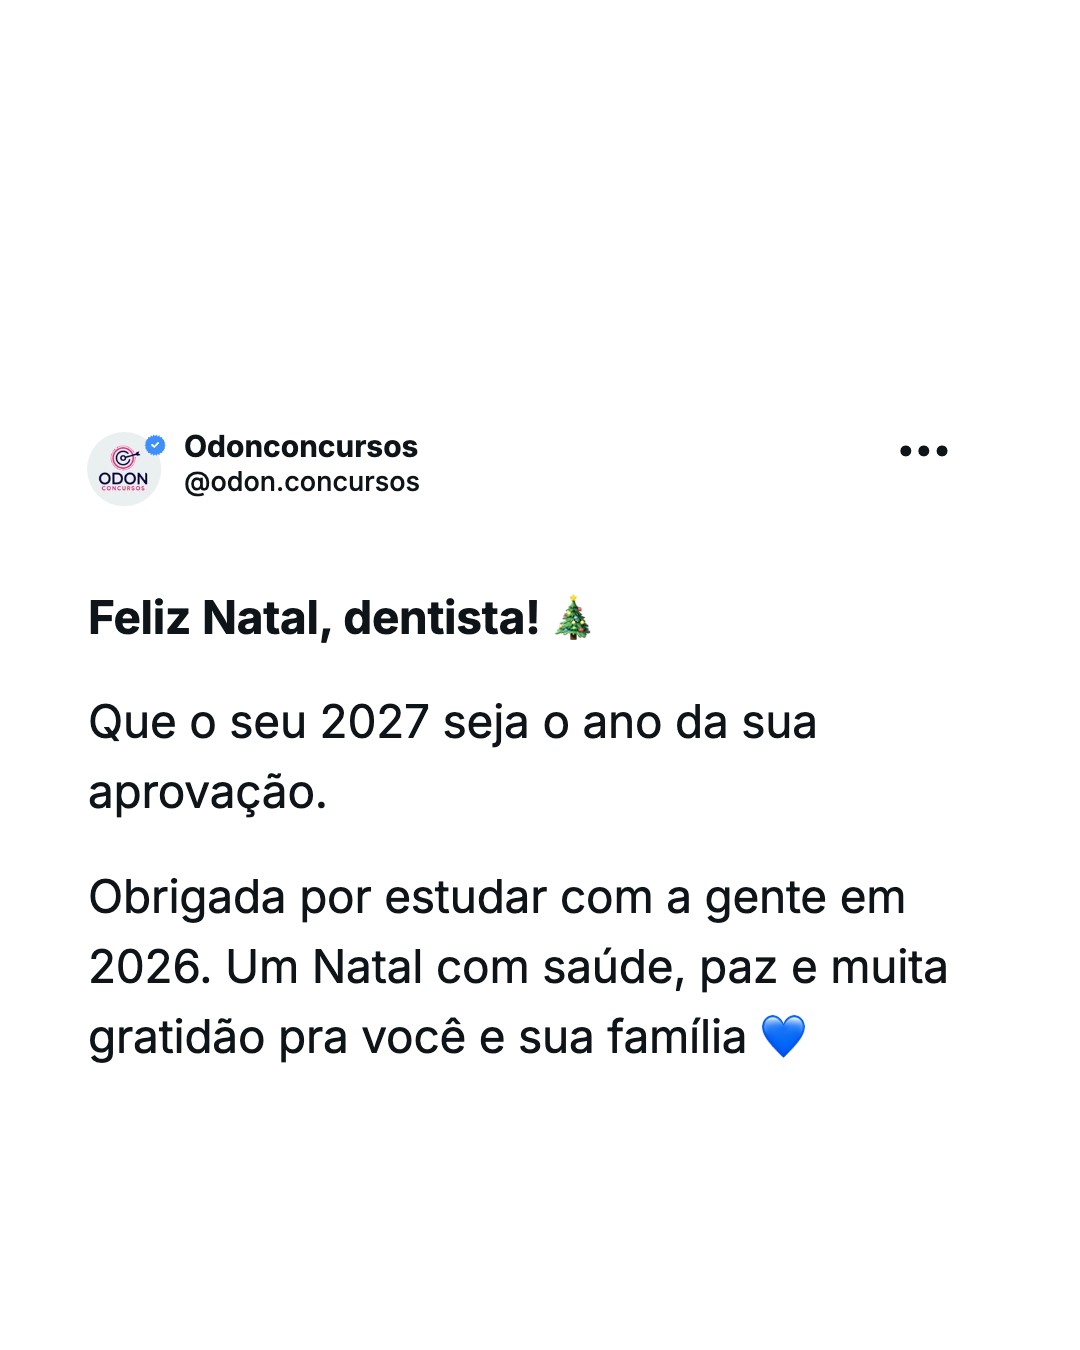 ODON
CONCURSOS
Odonconcursos
@odon.concursos
Feliz Natal, dentista! 🎄
Que o seu 2027 seja o ano da sua
aprovação.
Obrigada por estudar com a gente em
2026. Um Natal com saúde, paz e muita
gratidão pra você e sua família 💙